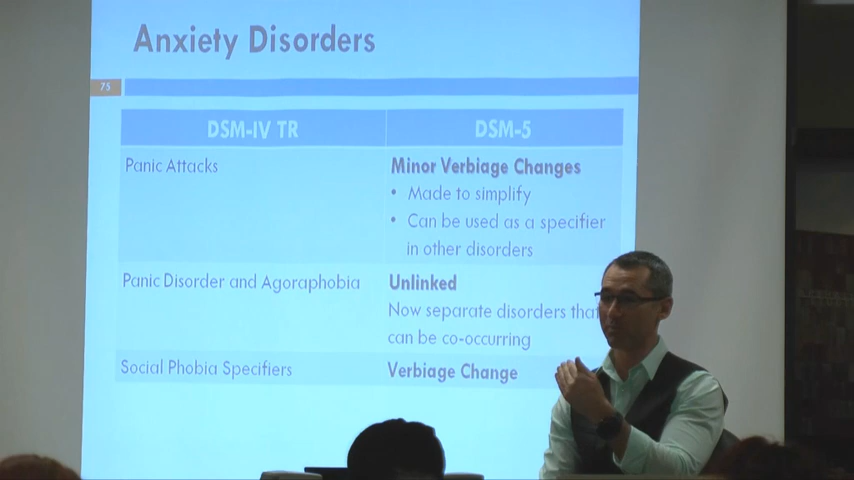 Anxiety Disorders
75
DSM-IV TR
DSM-5
Panic Attacks
Minor Verbiage Changes
• Made to simplify
• Can be used as a specifier
in other disorders
Panic Disorder and Agoraphobia
Unlinked
Now separate disorders that
can be co-occurring
Social Phobia Specifiers
Verbiage Change